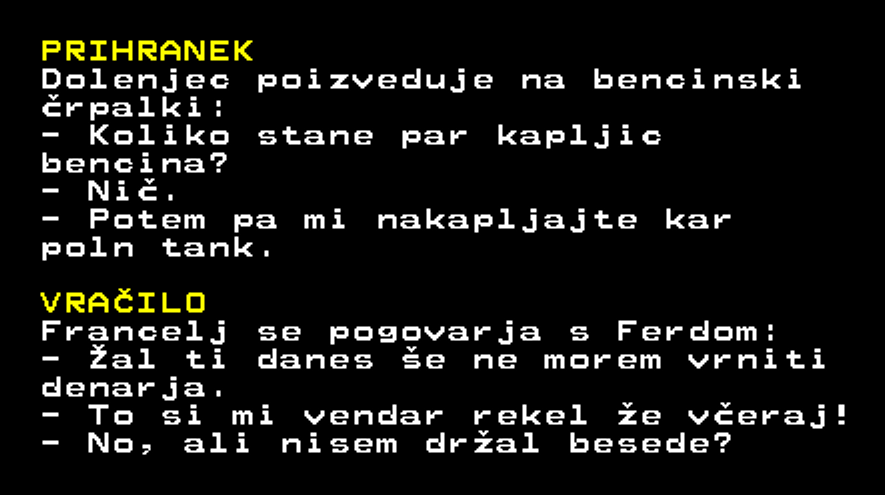 PRIHRANEK
Dolenjec poizveduje na bencinski
črpalki:
- Koliko stane par kapljic
bencina?
- Nič.
- Potem pa mi nakapljajte kar
poln tank.
VRAČILO
Francelj se pogovarja s Ferdom:
- Žal ti danes še ne morem vrniti
denarja.
- To si mi vendar rekel že včeraj!
- No, ali nisem držal besede?